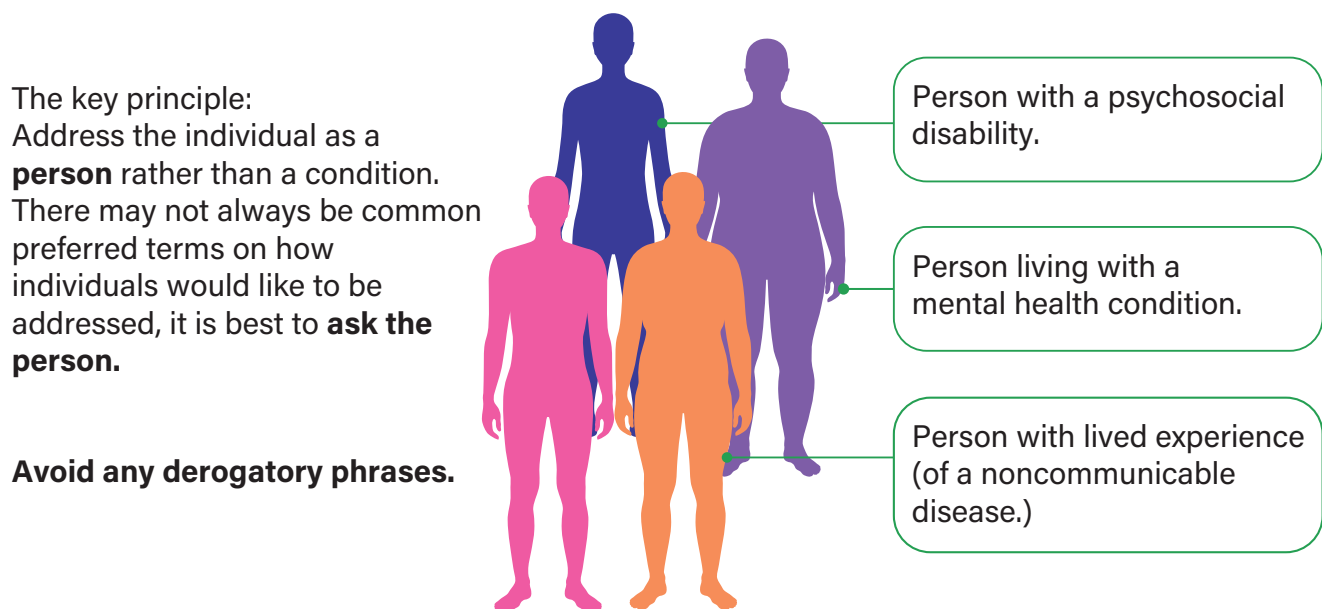 The key principle:
Address the individual as a
person rather than a condition.
There may not always be common
preferred terms on how
individuals would like to be
addressed, it is best to ask the
person.
Avoid any derogatory phrases.
Person with a psychosocial
disability.
Person living with a
mental health condition.
Person with lived experience
(of a noncommunicable
disease.)